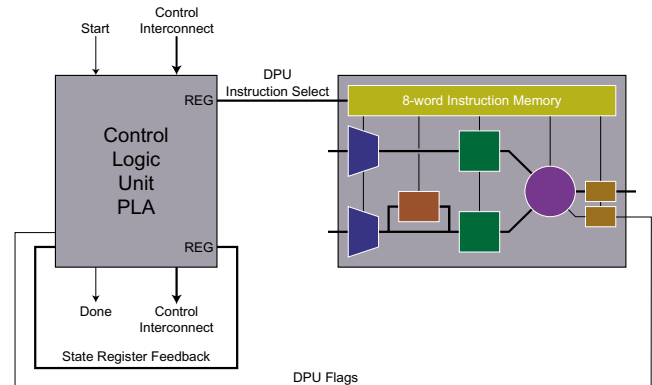 Start
Control
Interconnect
DPU
Instruction Select
REG
8-word Instruction Memory
Control
Logic
Unit
PLA
REG
Done
Control
Interconnect
State Register Feedback
DPU Flags